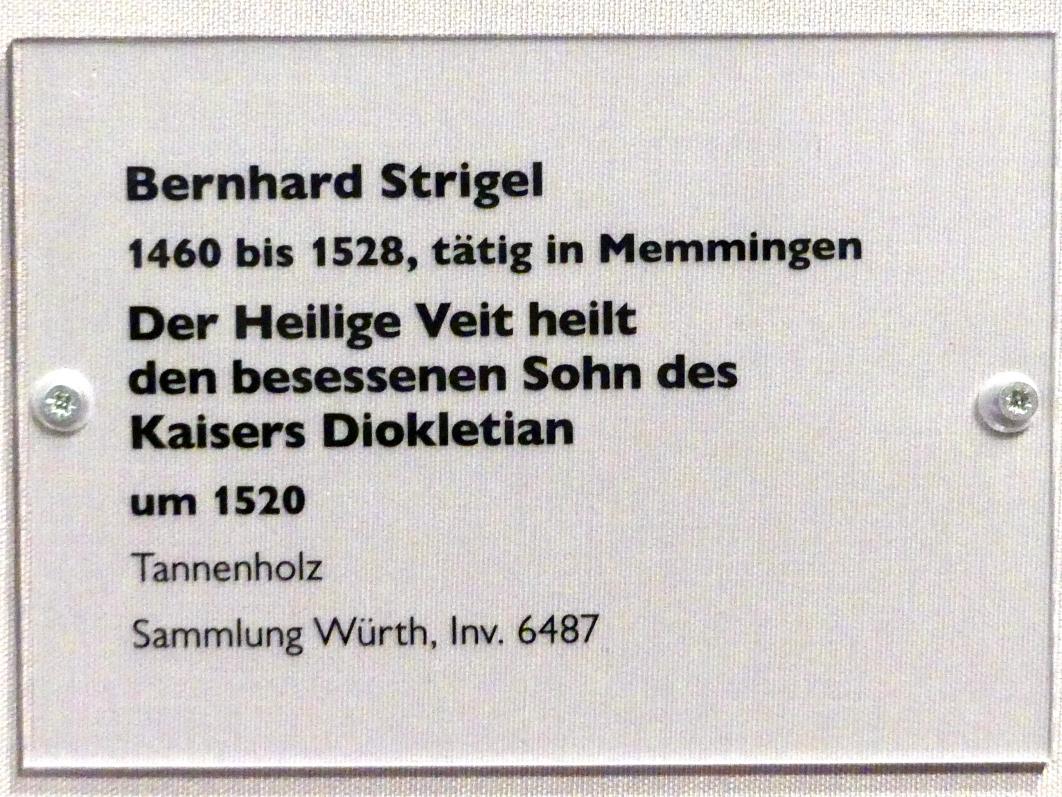 Bernhard Strigel
1460 bis 1528, tätig in Memmingen
Der Heilige Veit heilt
den besessenen Sohn des
Kaisers Diokletian
um 1520
Tannenholz
Sammlung Würth, Inv. 6487